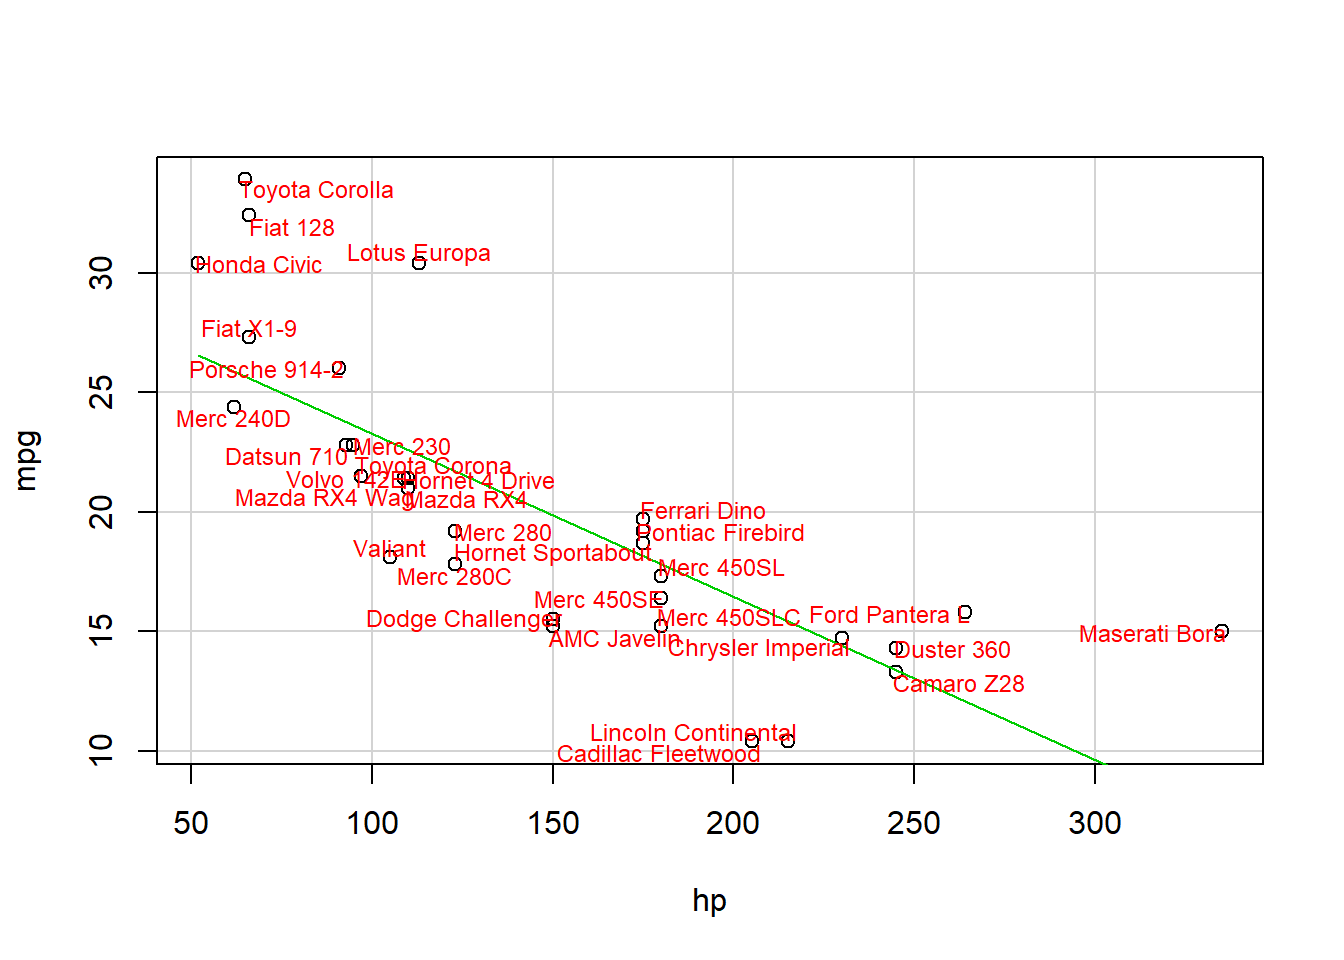 Toyota Corolla
Fiat 128
Lotus Europa
Honda Civic
Fiat X1-9
Porsche 914-2
Merc 240D
Merc 230
Datsun 710
Toyota Corona
Volvo 142E
Hornet 4 Drive
Mazda RX4 Wag
Mazda RX4
Ferrari Dino
Merc 280
Pontiac Firebird
Valiant
Hornet Sportabout
Merc 450SL
Merc 280C
Merc 450SE
Dodge Challenger
Merc 450SLC
Ford Pantera L
AMC Javelin
Maserati Bora
Chrysler Imperial
Duster 360
Camaro Z28
Lincoln Continental
Cadillac Fleetwood
30
25
20
15
10
mpg
50 100 150 200 250 300
hp